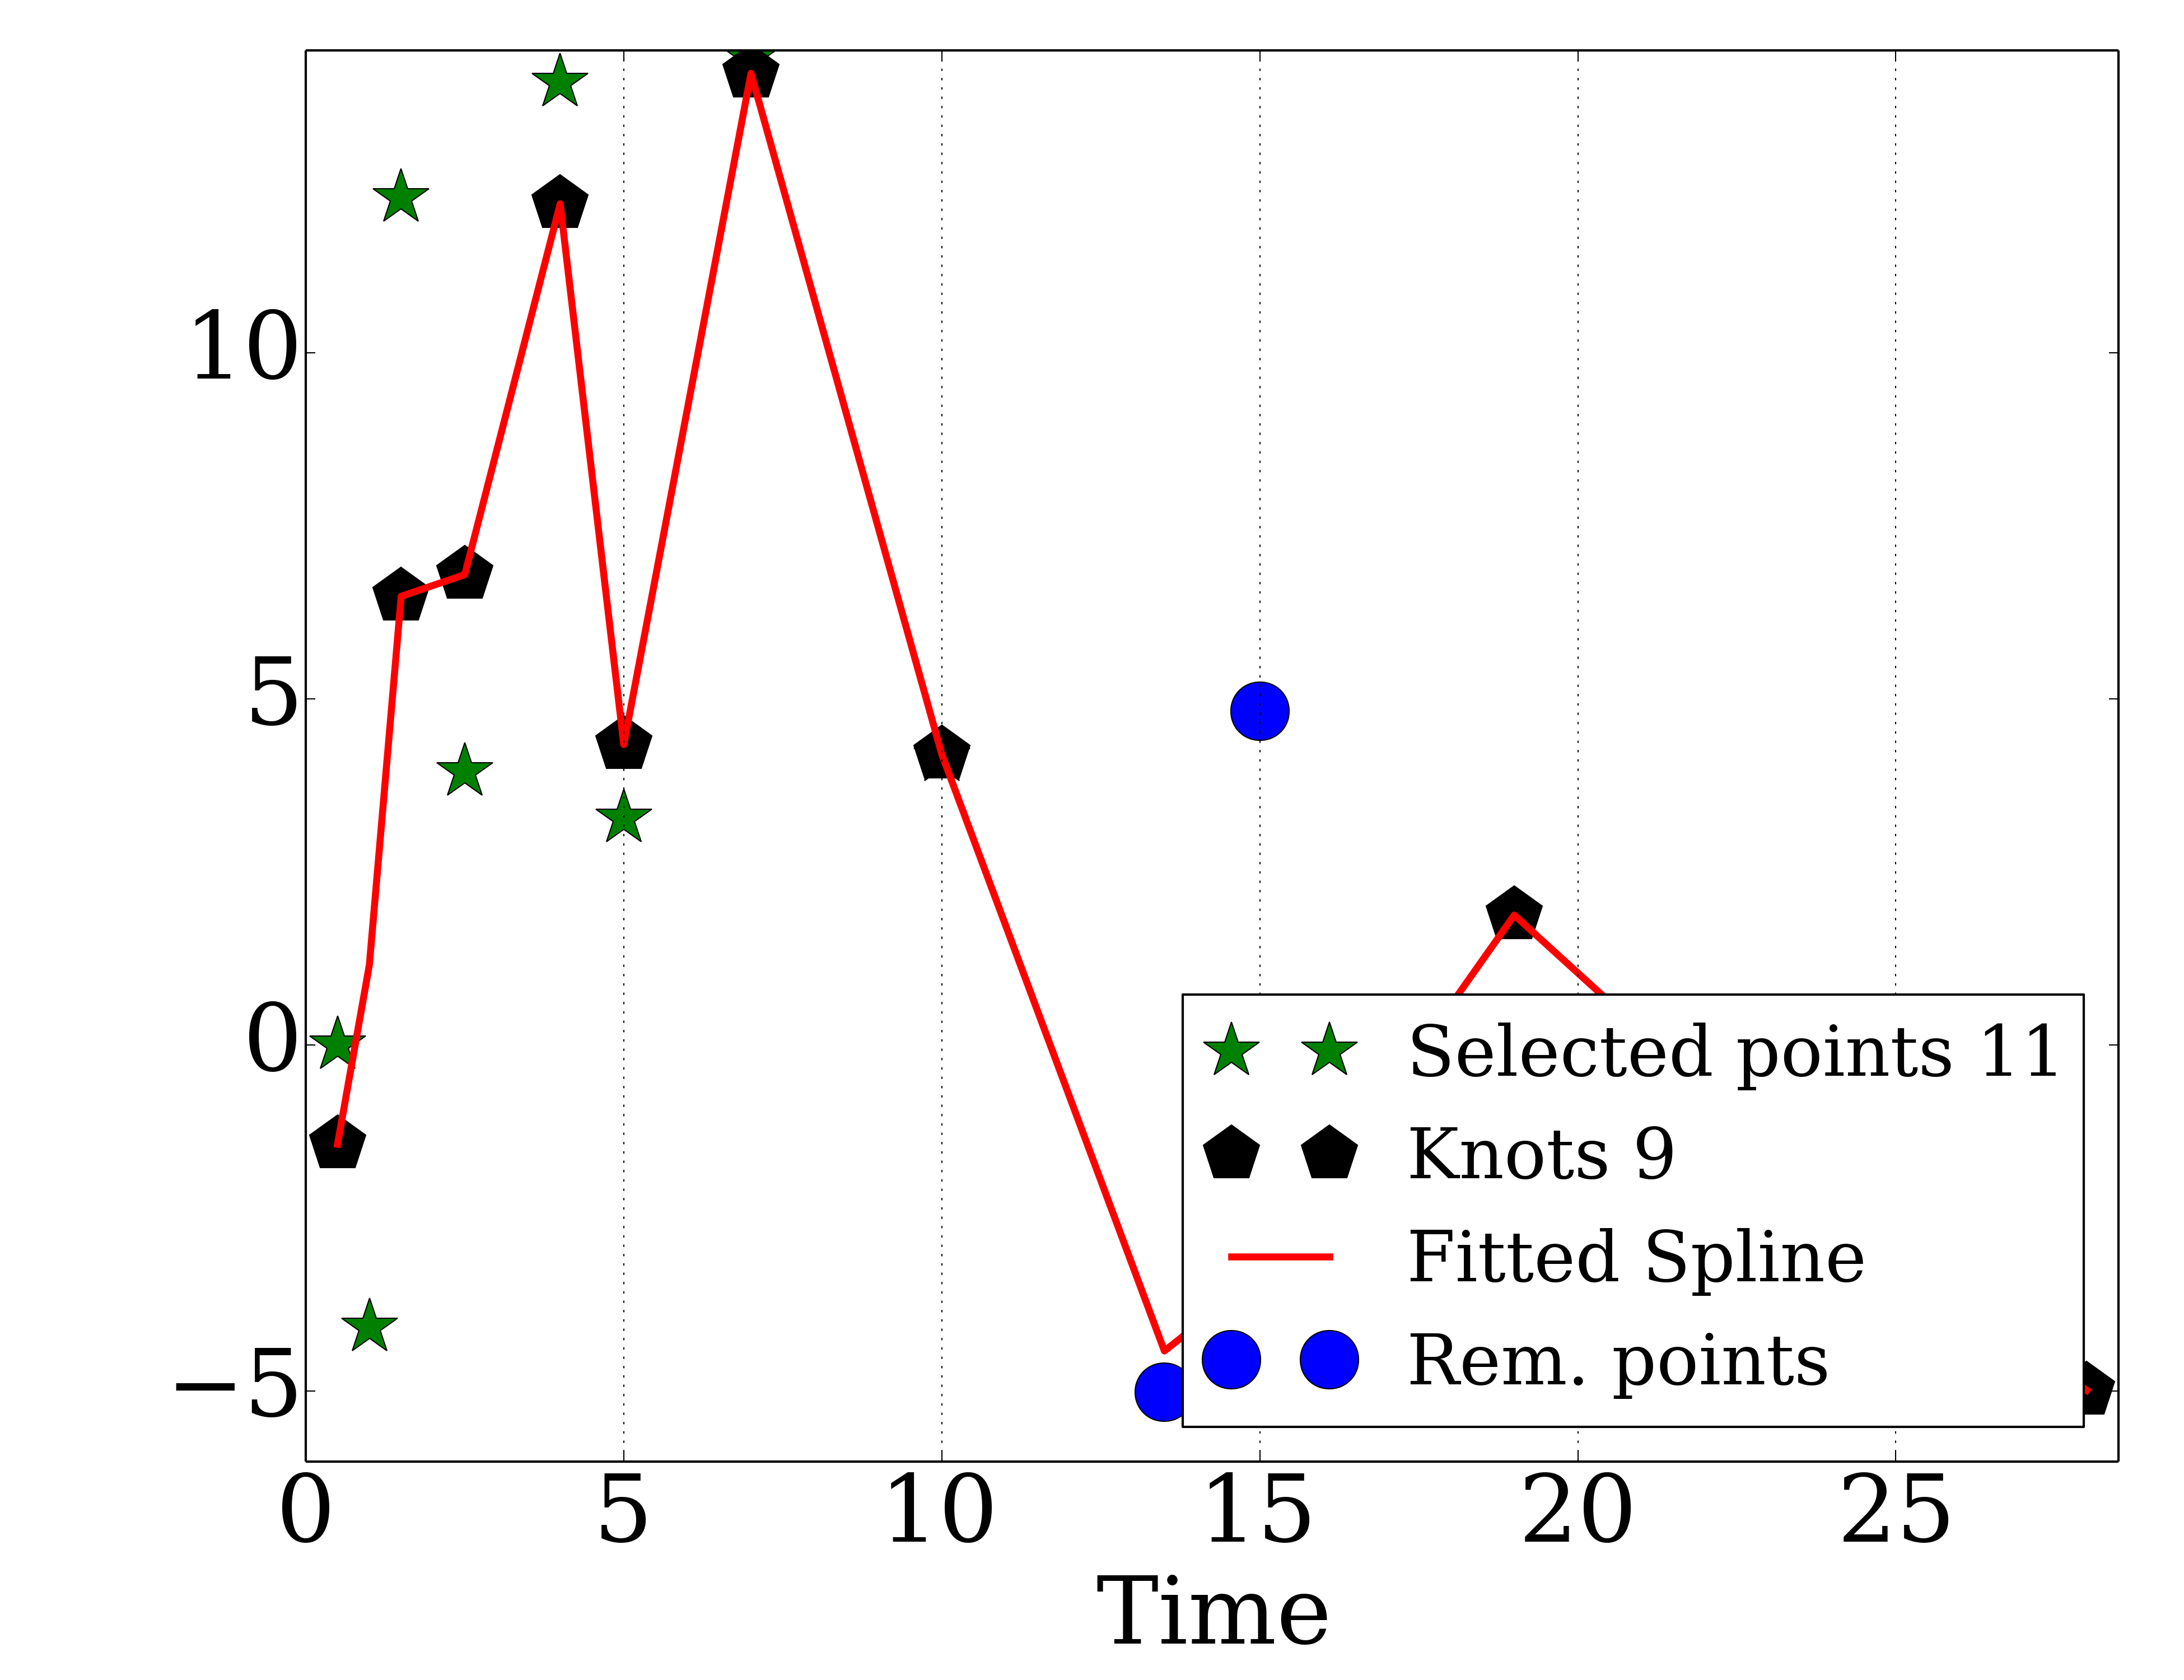 10
5
0
−5
0 5 10 15 20 25
Time
Selected points 11
Knots 9
Fitted Spline
Rem. points